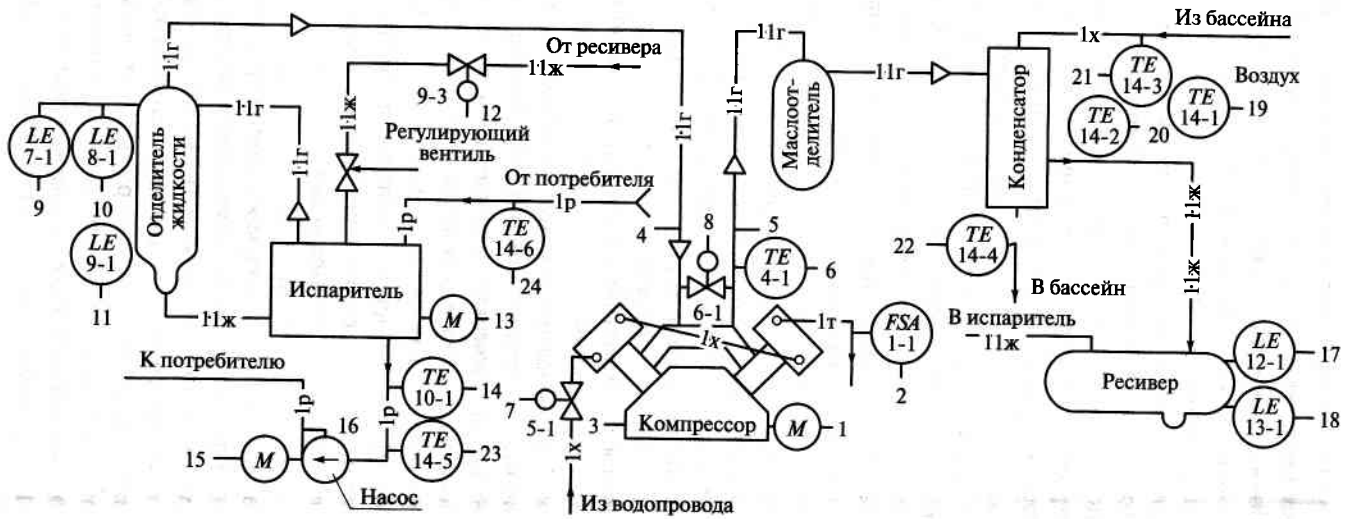 1·1г
От ресивера
1·1ж
9-3
12
Регулирующий
вентиль
1·1ж
LE
7-1
9
LE
8-1
10
LE
9-1
11
Отделитель
жидкости
1·1г
1·1г
1·1ж
От потребителя
1р
1р
TE
14-6
24
Испаритель
M
13
К потребителю
1р
1р
TE
10-1
14
TE
14-5
23
16
15
M
Насос
1·1г
4
8
5
6-1
TE
4-1
6
1·1г
1·1г
1х
1т
FSA
1-1
2
7
5-1
3
Компрессор
M
1
1х
Из водопровода
Маслоот-
делитель
1·1г
Конденсатор
1х
Из бассейна
21
TE
14-3
Воздух
TE
14-1
19
TE
14-2
20
22
TE
14-4
В бассейн
1·1ж
1·1ж
В испаритель
1·1ж
Ресивер
LE
12-1
17
LE
13-1
18